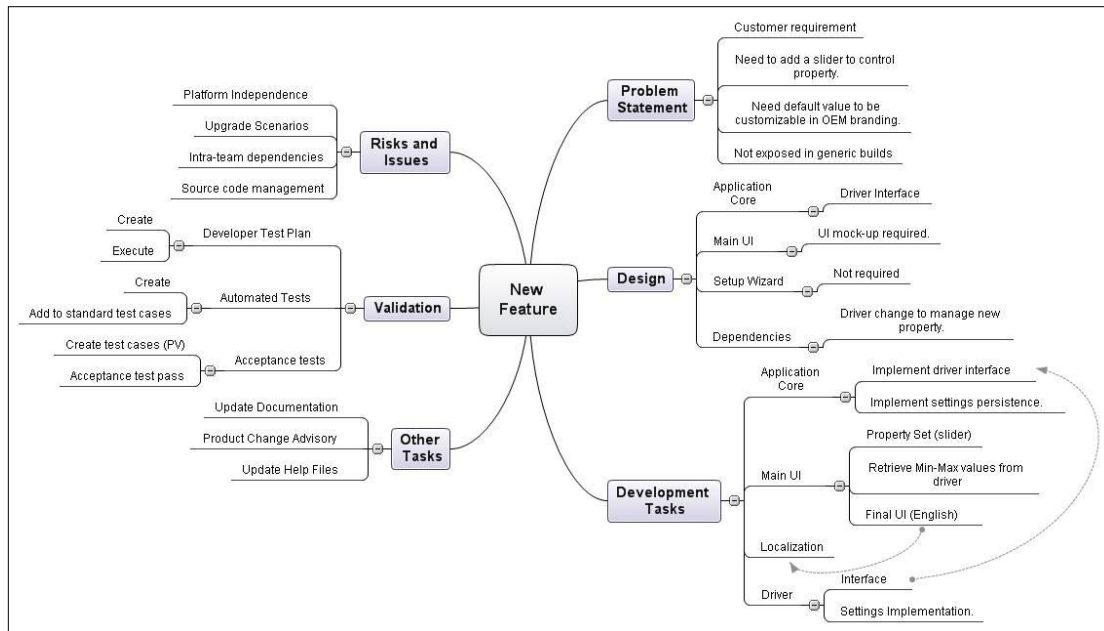 New
Feature
Problem
Statement
Customer requirement
Need to add a slider to control
property.
Need default value to be
customizable in OEM branding.
Not exposed in generic builds
Design
Application
Core
Driver Interface
Main UI
UI mock-up required.
Setup Wizard
Not required
Dependencies
Driver change to manage new
property.
Development
Tasks
Application
Core
Implement driver interface
Implement settings persistence.
Main UI
Property Set (slider)
Retrieve Min-Max values from
driver
Final UI (English)
Localization
Driver
Interface
Settings Implementation.
Risks and
Issues
Platform Independence
Upgrade Scenarios
Intra-team dependencies
Source code management
Validation
Developer Test Plan
Create
Execute
Automated Tests
Create
Add to standard test cases
Acceptance tests
Create test cases (PV)
Acceptance test pass
Other
Tasks
Update Documentation
Product Change Advisory
Update Help Files